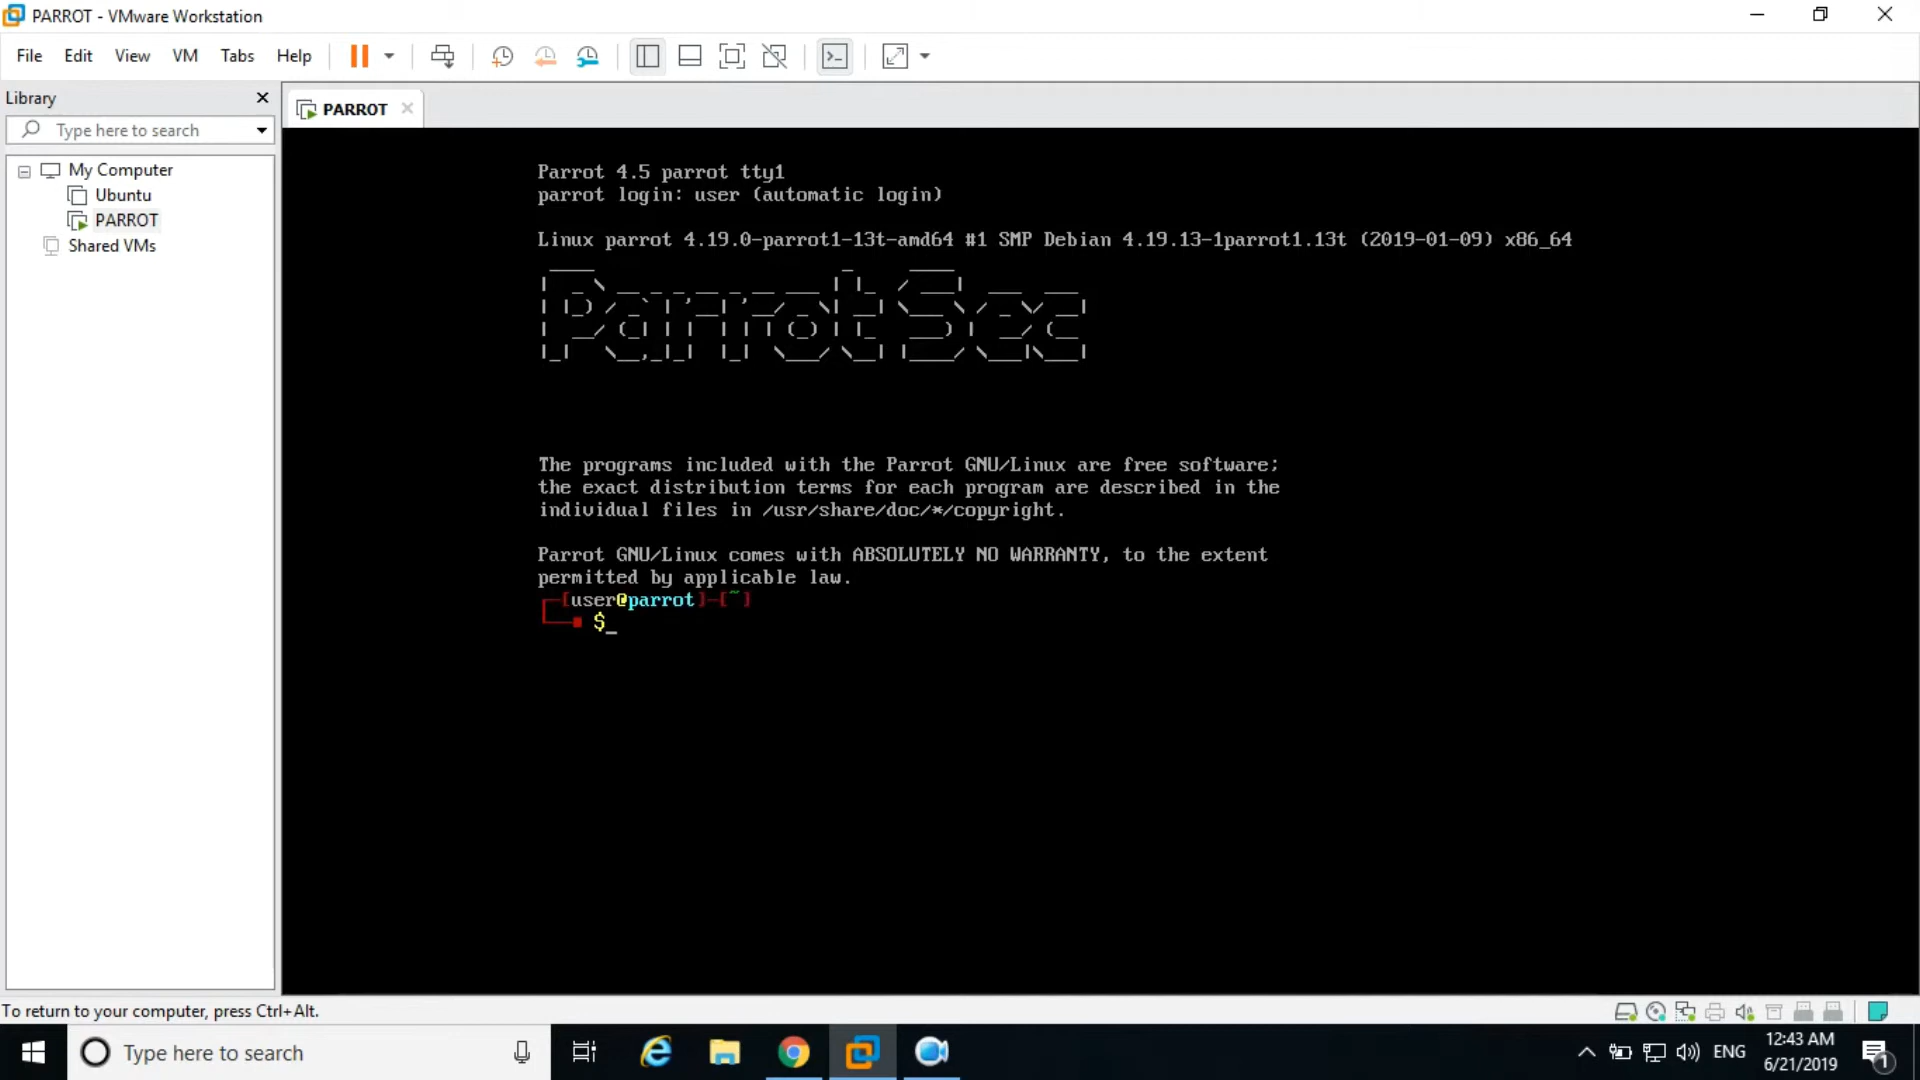 PARROT - VMware Workstation
File Edit View VM Tabs Help
Library
PARROT
Type here to search
My Computer
Ubuntu
PARROT
Shared VMs
Parrot 4.5 parrot tty1
parrot login: user (automatic login)
Linux parrot 4.19.0-parrot1-13t-amd64 #1 SMP Debian 4.19.13-1parrot1.13t (2019-01-09) x86_64
Parrot Sec
The programs included with the Parrot GNU/Linux are free software;
the exact distribution terms for each program are described in the
individual files in /usr/share/doc/*/copyright.
Parrot GNU/Linux comes with ABSOLUTELY NO WARRANTY, to the extent
permitted by applicable law.
[user@parrot]-[~]
$_
To return to your computer, press Ctrl+Alt.
Type here to search
ENG
12:43 AM
6/21/2019
1